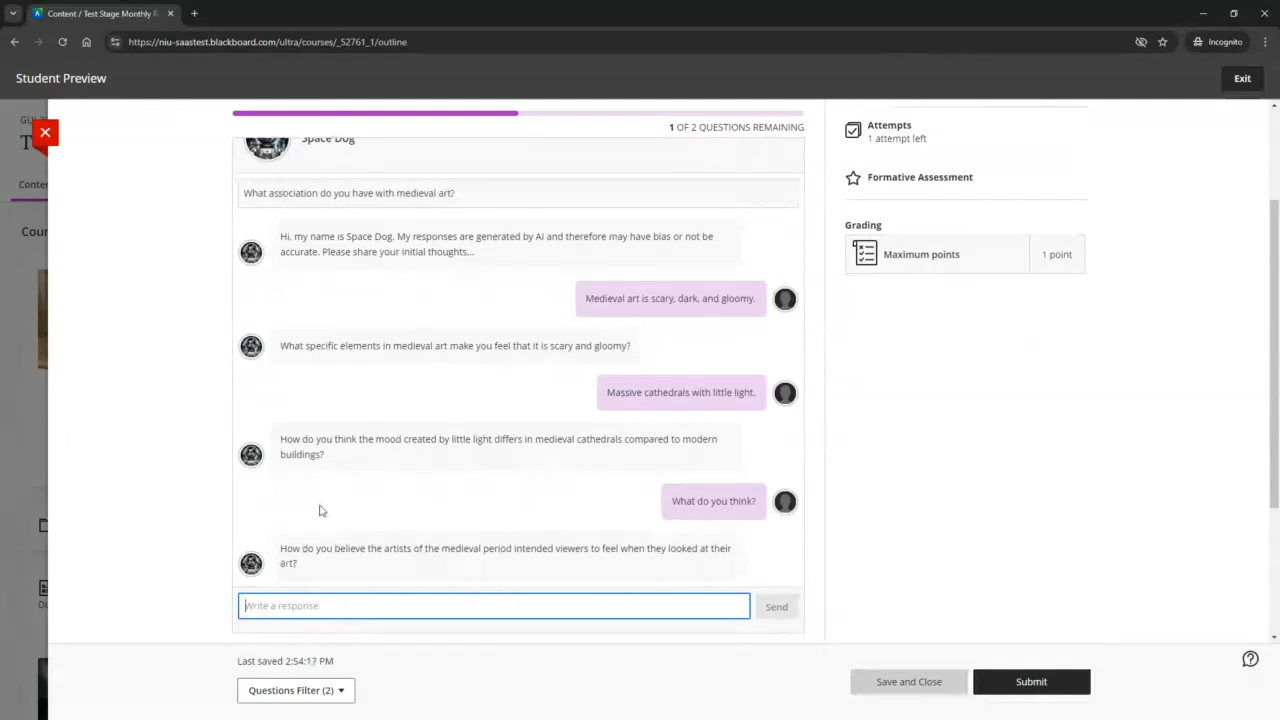 Content / Test Stage Monthly
https://niu-saastest.blackboard.com/ultra/courses/_52761_1/outline
Incognito
Student Preview
Exit
1 OF 2 QUESTIONS REMAINING
Space Dog
What association do you have with medieval art?
Hi, my name is Space Dog. My responses are generated by AI and therefore may have bias or not be
accurate. Please share your initial thoughts...
Medieval art is scary, dark, and gloomy.
What specific elements in medieval art make you feel that it is scary and gloomy?
Massive cathedrals with little light.
How do you think the mood created by little light differs in medieval cathedrals compared to modern
buildings?
What do you think?
How do you believe the artists of the medieval period intended viewers to feel when they looked at their
art?
Write a response
Send
Last saved 2:54:17 PM
Questions Filter (2)
Attempts
1 attempt left
Formative Assessment
Grading
Maximum points
1 point
Save and Close
Submit